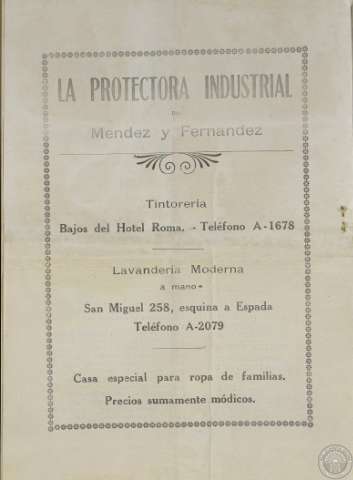 LA PROTECTORA INDUSTRIAL
DE
Mendez y Fernandez
Tintorería
Bajos del Hotel Roma. - Teléfono A-1678
Lavandería Moderna
a mano-
San Miguel 258, esquina a Espada
Teléfono A-2079
Casa especial para ropa de familias.
Precios sumamente módicos.